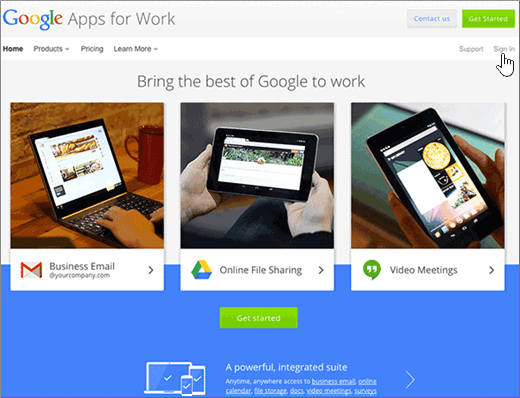 Google Apps for Work
Contact us
Get Started
Home
Products
Pricing
Learn More
Support
Sign In
Bring the best of Google to work
Business Email
@yourcompany.com
Online File Sharing
Video Meetings
Get started
A powerful, integrated suite
Anytime, anywhere access to business email, online
calendar, file storage, docs, video meetings, surveys